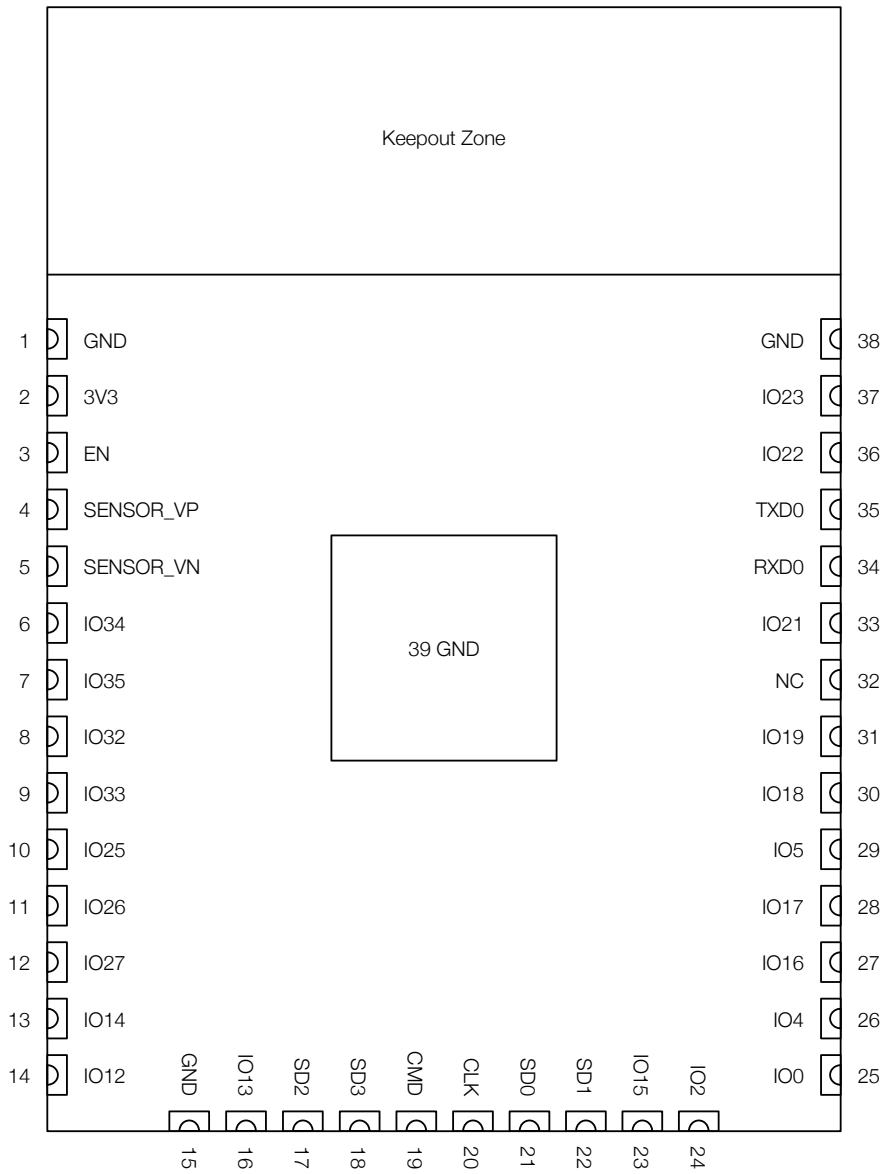 Keepout Zone
1 GND
2 3V3
3 EN
4 SENSOR_VP
5 SENSOR_VN
6 IO34
7 IO35
8 IO32
9 IO33
10 IO25
11 IO26
12 IO27
13 IO14
14 IO12
39 GND
GND 38
IO23 37
IO22 36
TXD0 35
RXD0 34
IO21 33
NC 32
IO19 31
IO18 30
IO5 29
IO17 28
IO16 27
IO4 26
IO0 25
GND 15
IO13 16
SD2 17
SD3 18
CMD 19
CLK 20
SD0 21
SD1 22
IO15 23
IO2 24